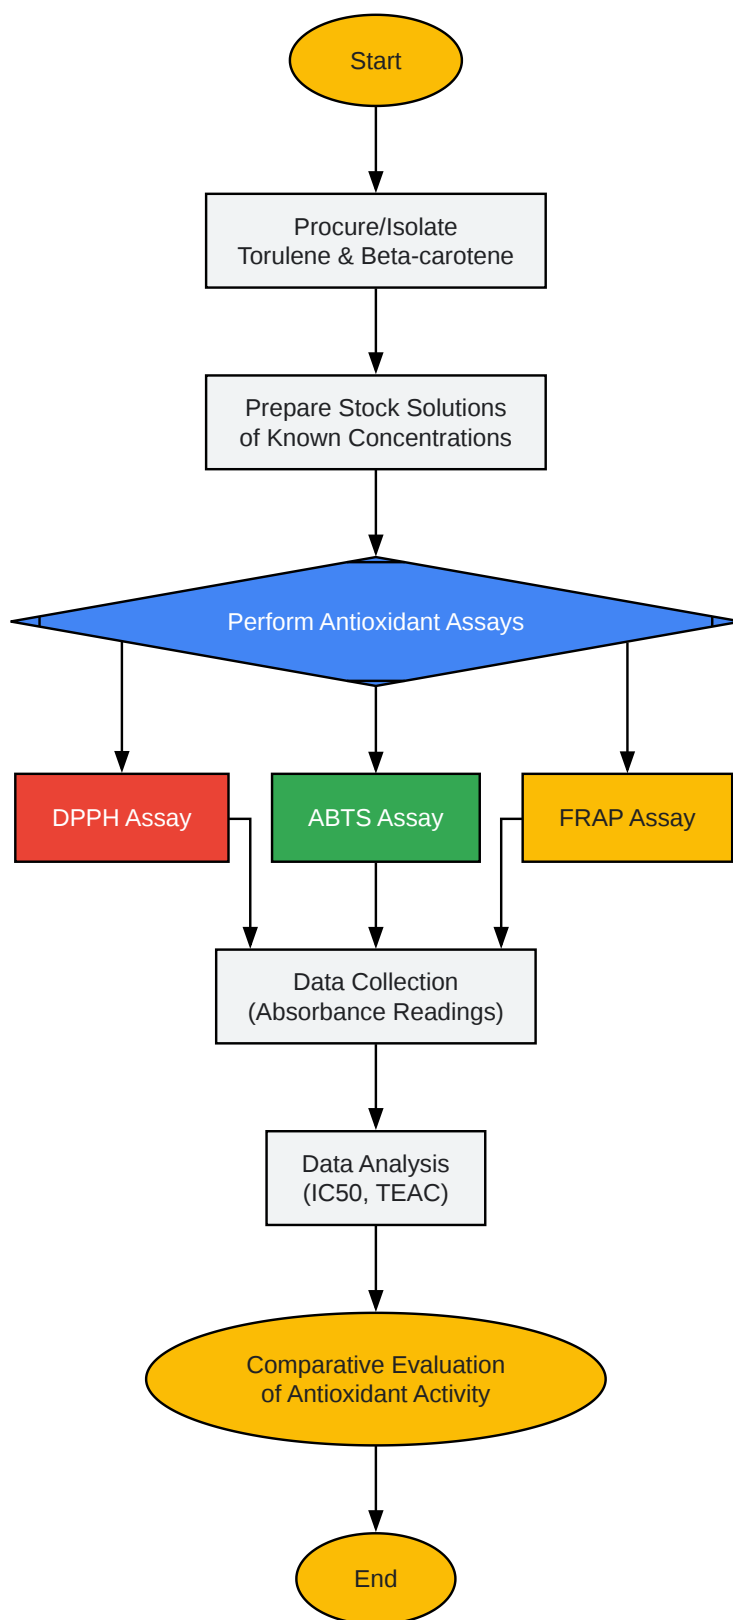 Start
Procure/Isolate
Torulene & Beta-carotene
Prepare Stock Solutions
of Known Concentrations
Perform Antioxidant Assays
DPPH Assay
ABTS Assay
FRAP Assay
Data Collection
(Absorbance Readings)
Data Analysis
(IC50, TEAC)
Comparative Evaluation
of Antioxidant Activity
End